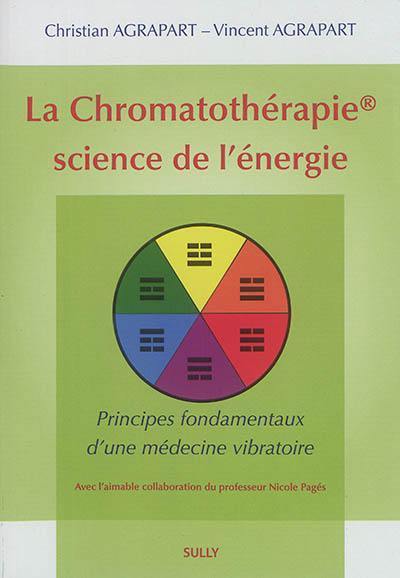 Christian AGRAPART – Vincent AGRAPART
La Chromatothérapie®
science de l'énergie
Principes fondamentaux
d'une médecine vibratoire
Avec l'aimable collaboration du professeur Nicole Pagés
SULLY